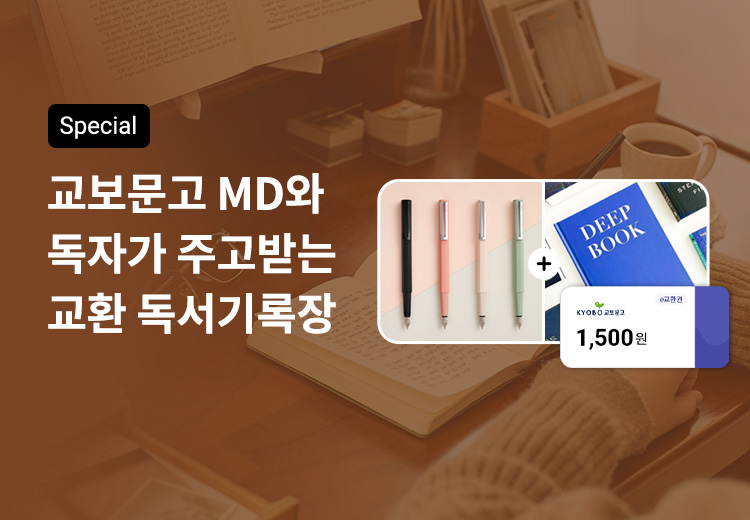 Special
교보문고 MD와
독자가 주고받는
교환 독서기록장
DEEP
BOOK
+
KYOBO 교보문고
e교환권
1,500원